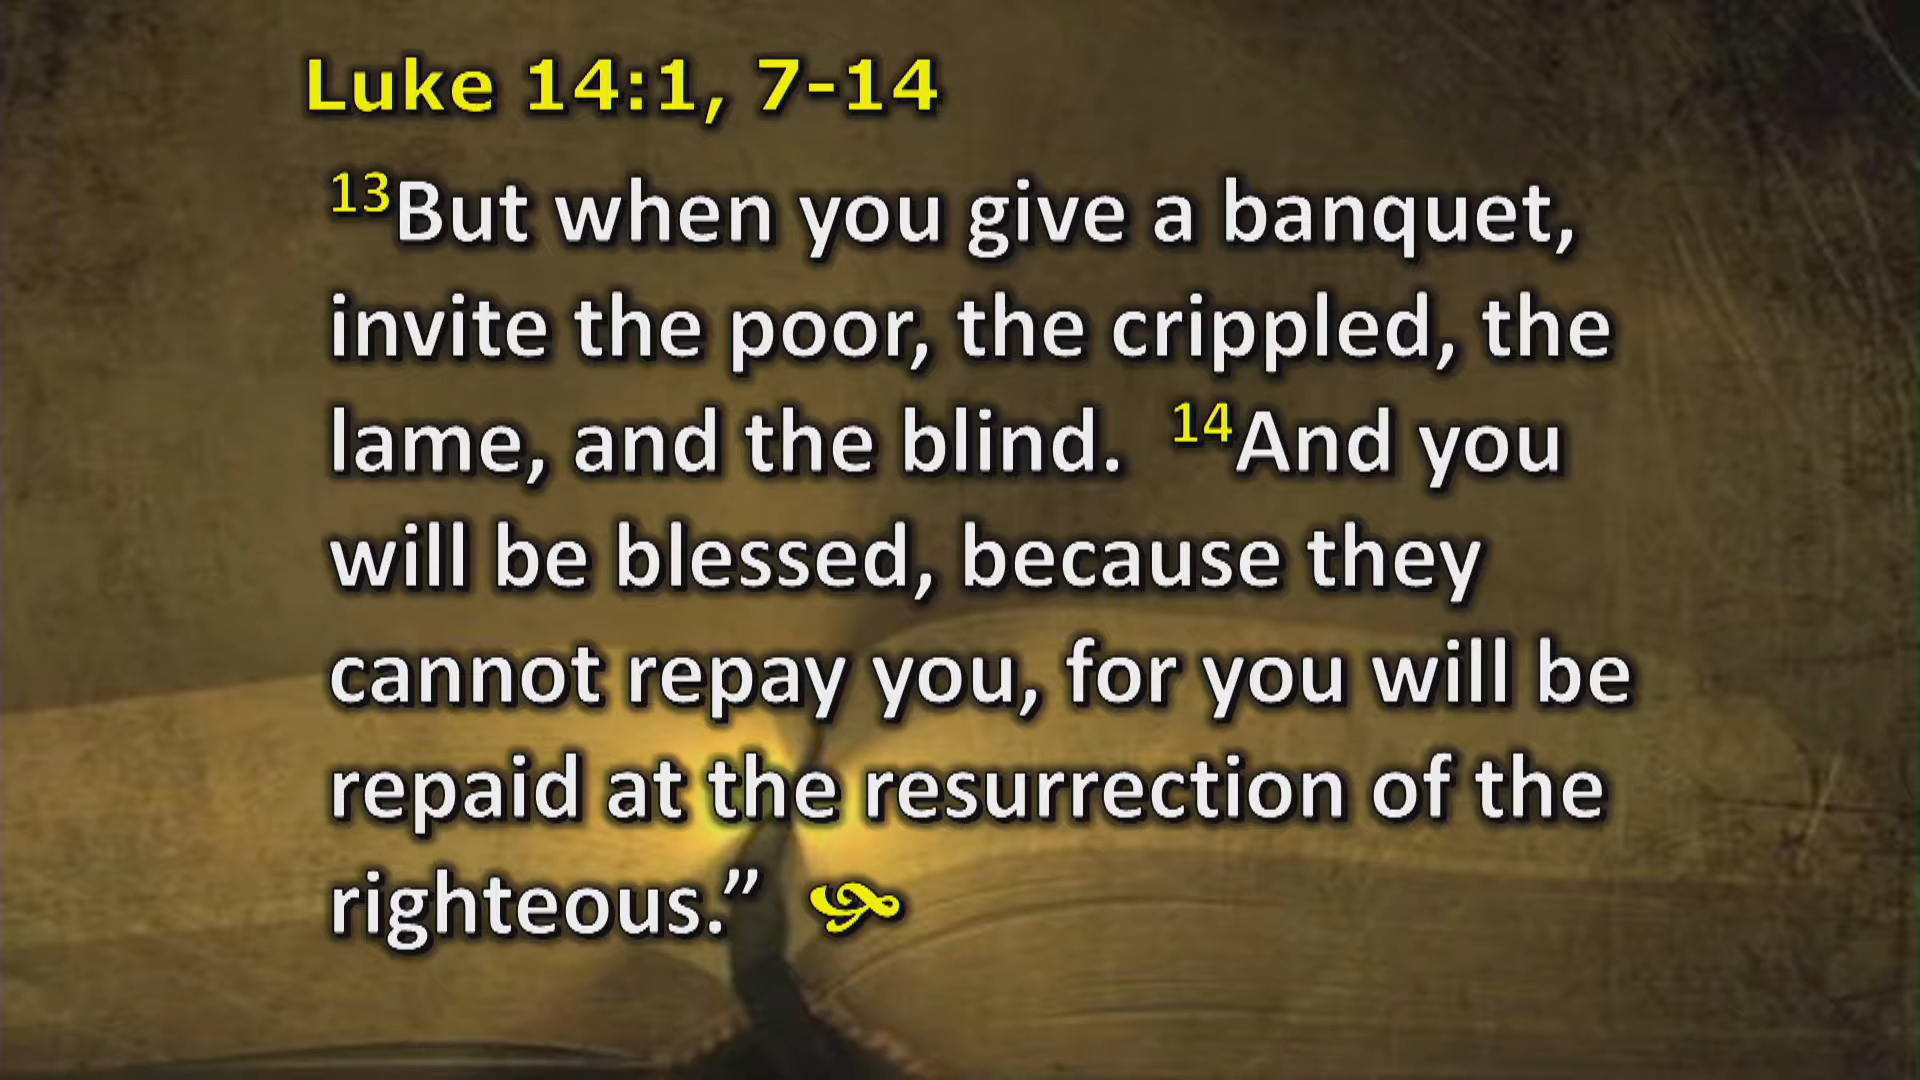 Luke 14:1, 7-14
13But when you give a banquet,
invite the poor, the crippled, the
lame, and the blind. 14And you
will be blessed, because they
cannot repay you, for you will be
repaid at the resurrection of the
righteous.”